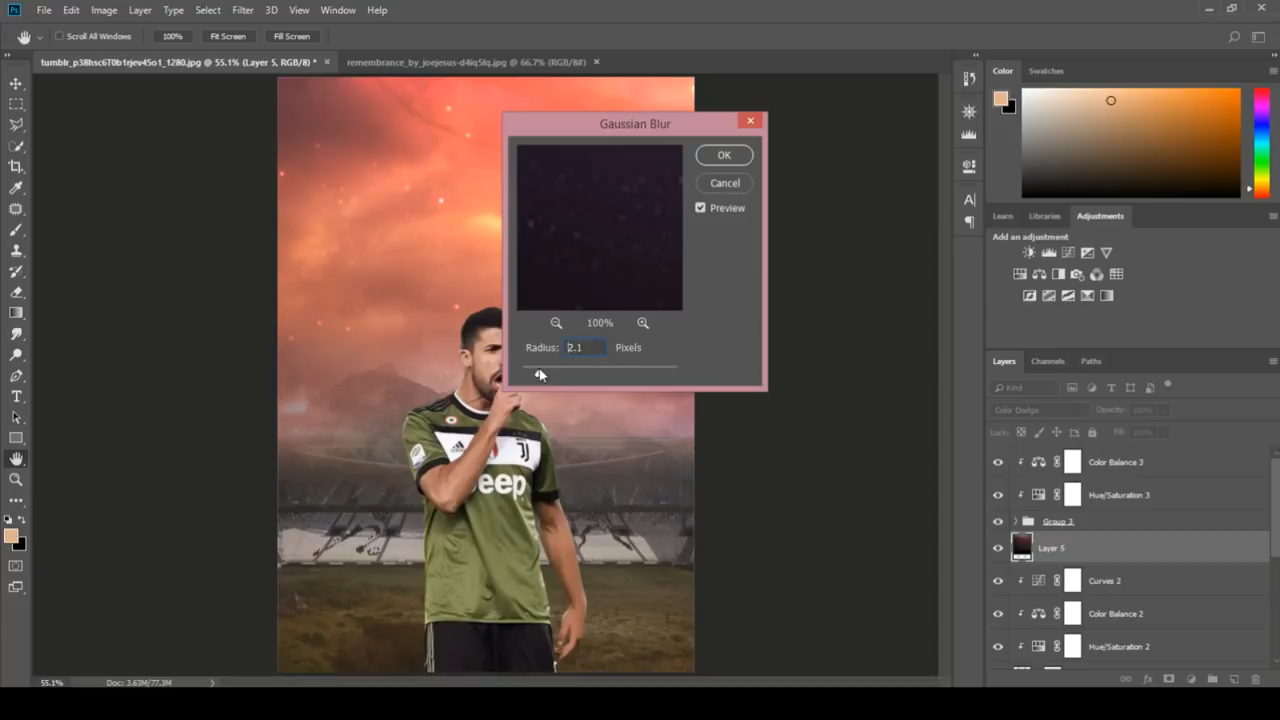 Ps File Edit Image Layer Type Select Filter 3D View Window Help
Scroll All Windows 100% Fit Screen Fill Screen
tumblr_p38hsc6T0b1rjev45o1_1280.jpg @ 55.1% (Layer 5, RGB/8) * × remembrance_by_joejesus-d4iq5lq.jpg @ 66.7% (RGB/8#) ×
Color Swatches
Gaussian Blur
OK
Cancel
Preview
100%
Radius: 2.1 Pixels
Learn Libraries Adjustments
Add an adjustment
Layers Channels Paths
Kind
Color Dodge Opacity: 100%
Lock: Fill: 100%
Color Balance 3
Hue/Saturation 3
Group 3
Layer 5
Curves 2
Color Balance 2
Hue/Saturation 2
Jeep
55.1% Doc: 3.63M/77.3M